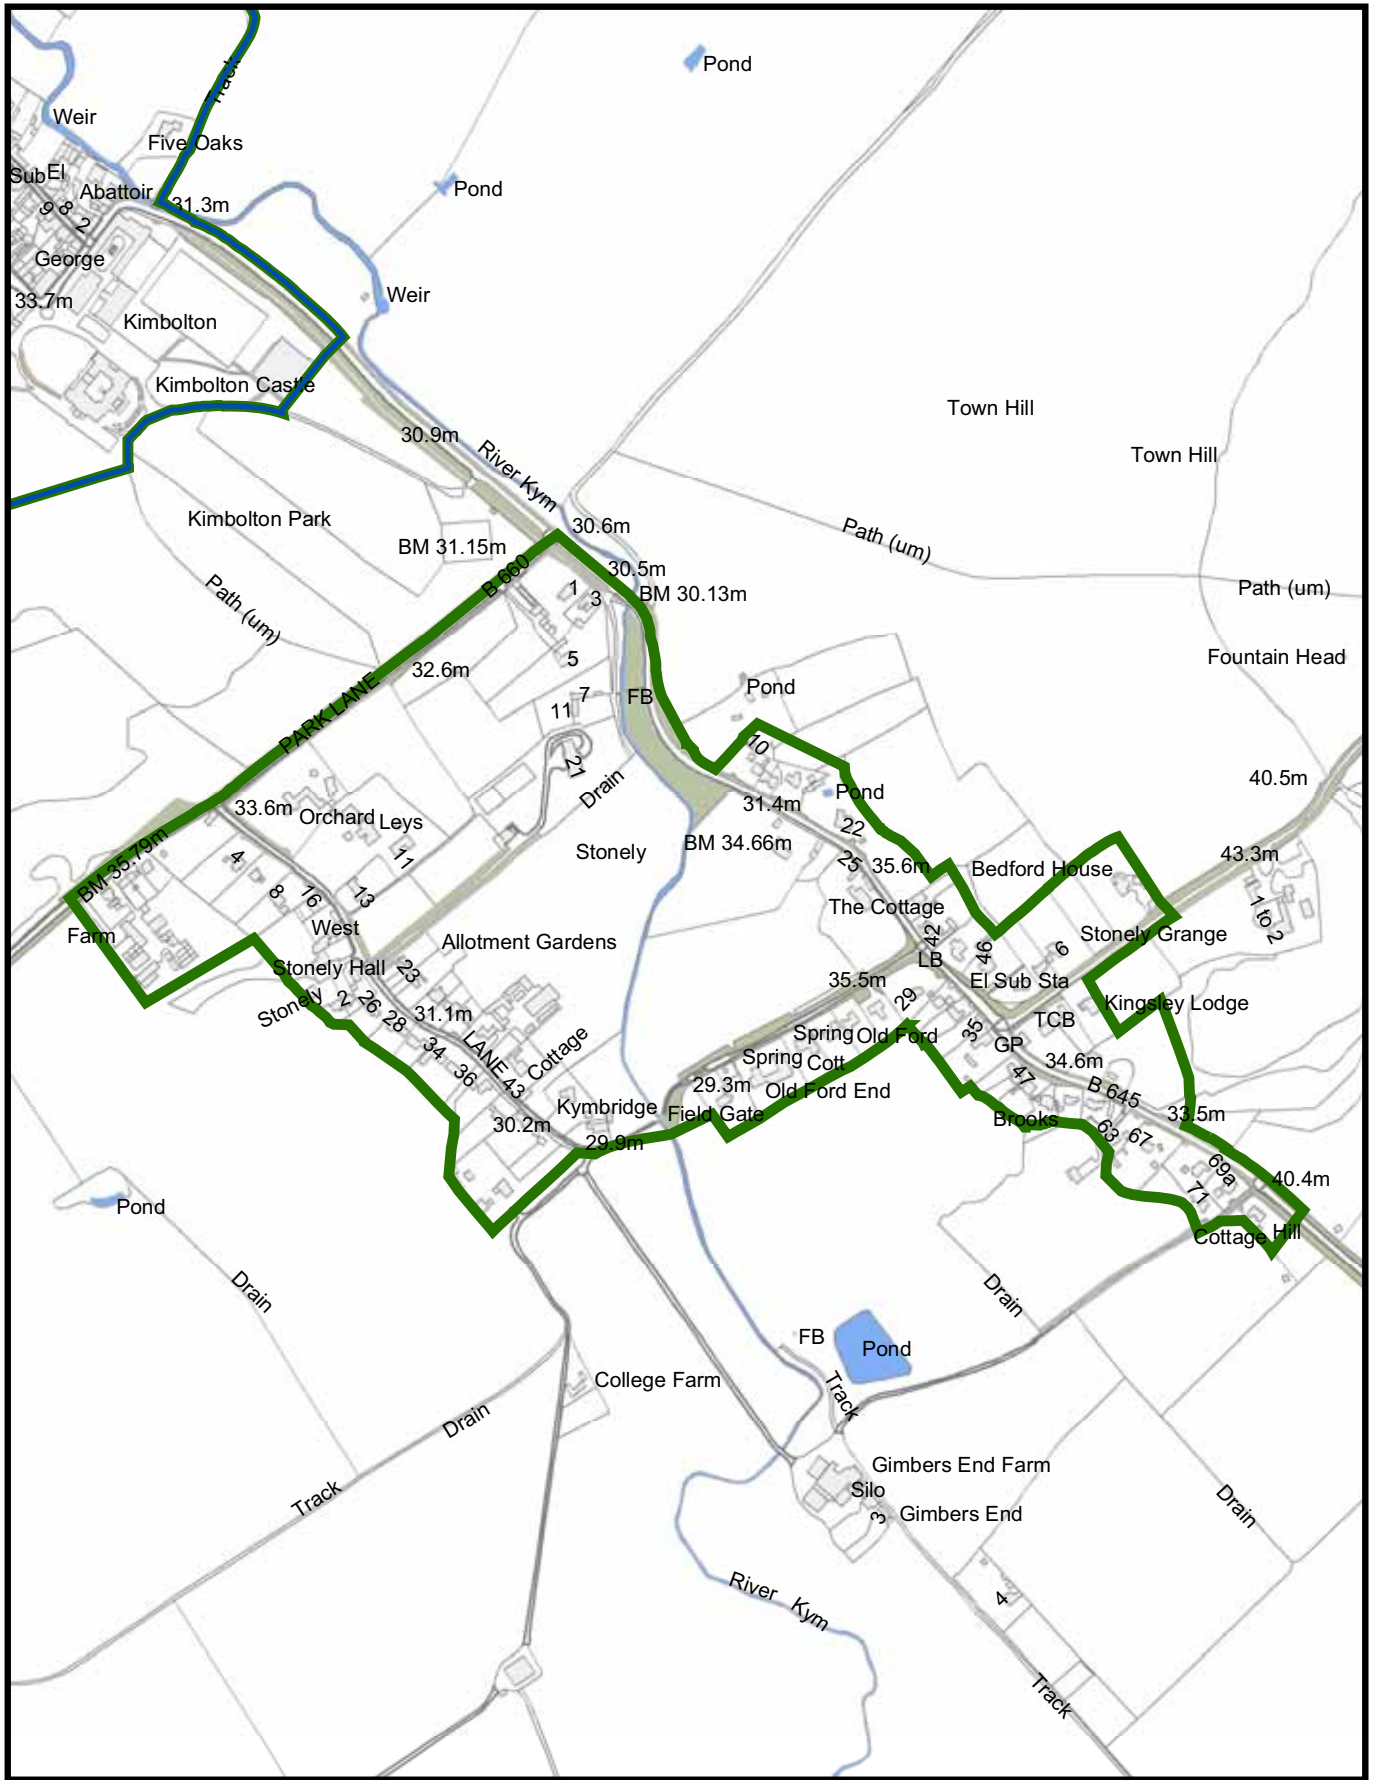 Pond
Track
Weir
Five Oaks
Sub El
Abattoir
Pond
31.3m
9
8
2
George
33.7m
Weir
Kimbolton
Kimbolton Castle
Town Hill
30.9m
River Kym
Town Hill
Kimbolton Park
30.6m
Path (um)
BM 31.15m
B 660
30.5m
BM 30.13m
1
3
Path (um)
Path (um)
5
32.6m
Fountain Head
7
FB
Pond
11
PARK LANE
10
21
Drain
40.5m
Pond
33.6m
Orchard
Leys
31.4m
22
BM 34.66m
Stonely
11
4
25
35.6m
Bedford House
43.3m
BM 35.79m
8
16
13
The Cottage
1 to 2
Farm
West
42
Stonely Grange
Allotment Gardens
46
6
LB
Stonely Hall
23
35.5m
El Sub Sta
Stonely
2
26
29
Kingsley Lodge
28
31.1m
TCB
35
Spring
Old Ford
34
LANE
Cottage
GP
Spring
Cott
34.6m
36
43
47
29.3m
Old Ford End
B 645
Kymbridge
Field Gate
33.5m
30.2m
Brooks
63
67
29.9m
69a
40.4m
71
Pond
Cottage
Hill
Drain
Drain
FB
Pond
College Farm
Track
Drain
Gimbers End Farm
Track
Silo
Drain
3
Gimbers End
River Kym
4
Track